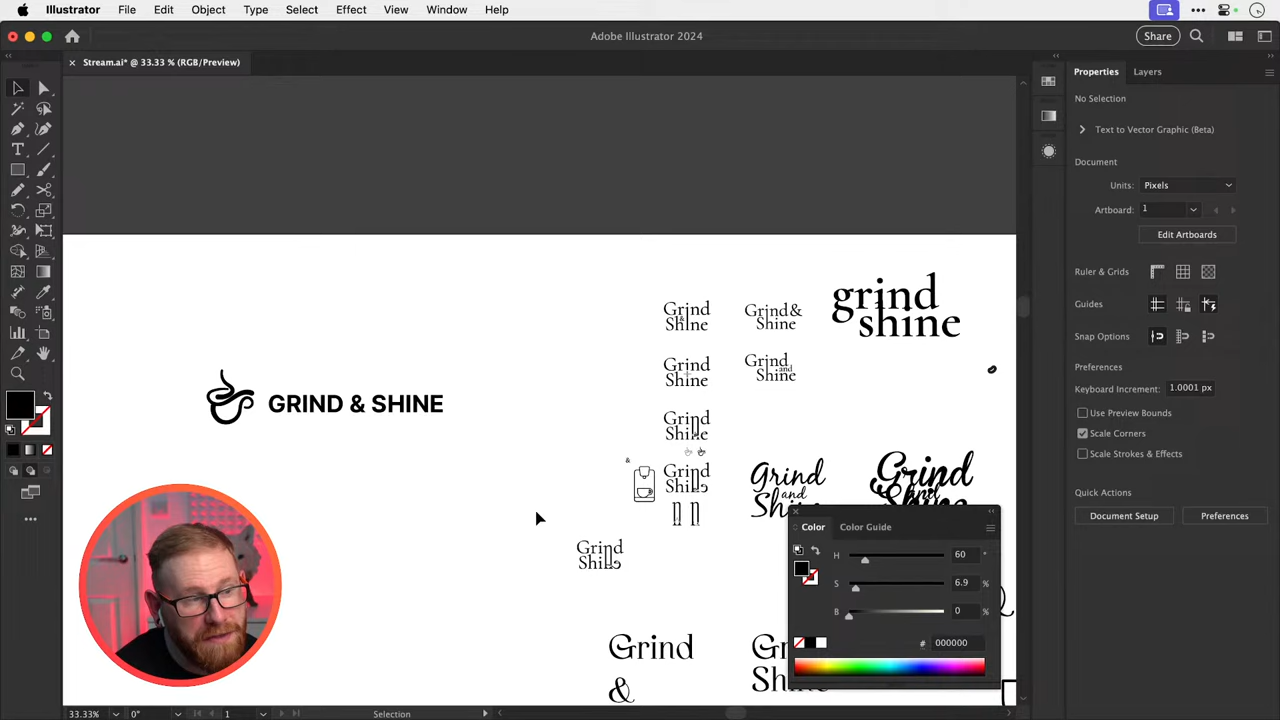 Illustrator File Edit Object Type Select Effect View Window Help
Adobe Illustrator 2024
Share
× Stream.ai* @ 33.33 % (RGB/Preview)
Properties Layers
No Selection
Text to Vector Graphic (Beta)
Document
Units: Pixels
Artboard: 1
Edit Artboards
Ruler & Grids
Guides
Snap Options
Preferences
Keyboard Increment: 1.0001 px
Use Preview Bounds
Scale Corners
Scale Strokes & Effects
Quick Actions
Document Setup Preferences
GRIND & SHINE
Grind
&
Shine
Grind&
Shine
grind
shine
Grind
+
Shine
Grind
and
Shine
Grind
Shine
&
Grind
Shine
Grind
and
Shine
Grind
and
Shine
n n
Grind
Shine
Grind
&
Gr
Shine
Color Color Guide
H 60 °
S 6.9 %
B 0 %
# 000000
33.33% 0° 1 Selection